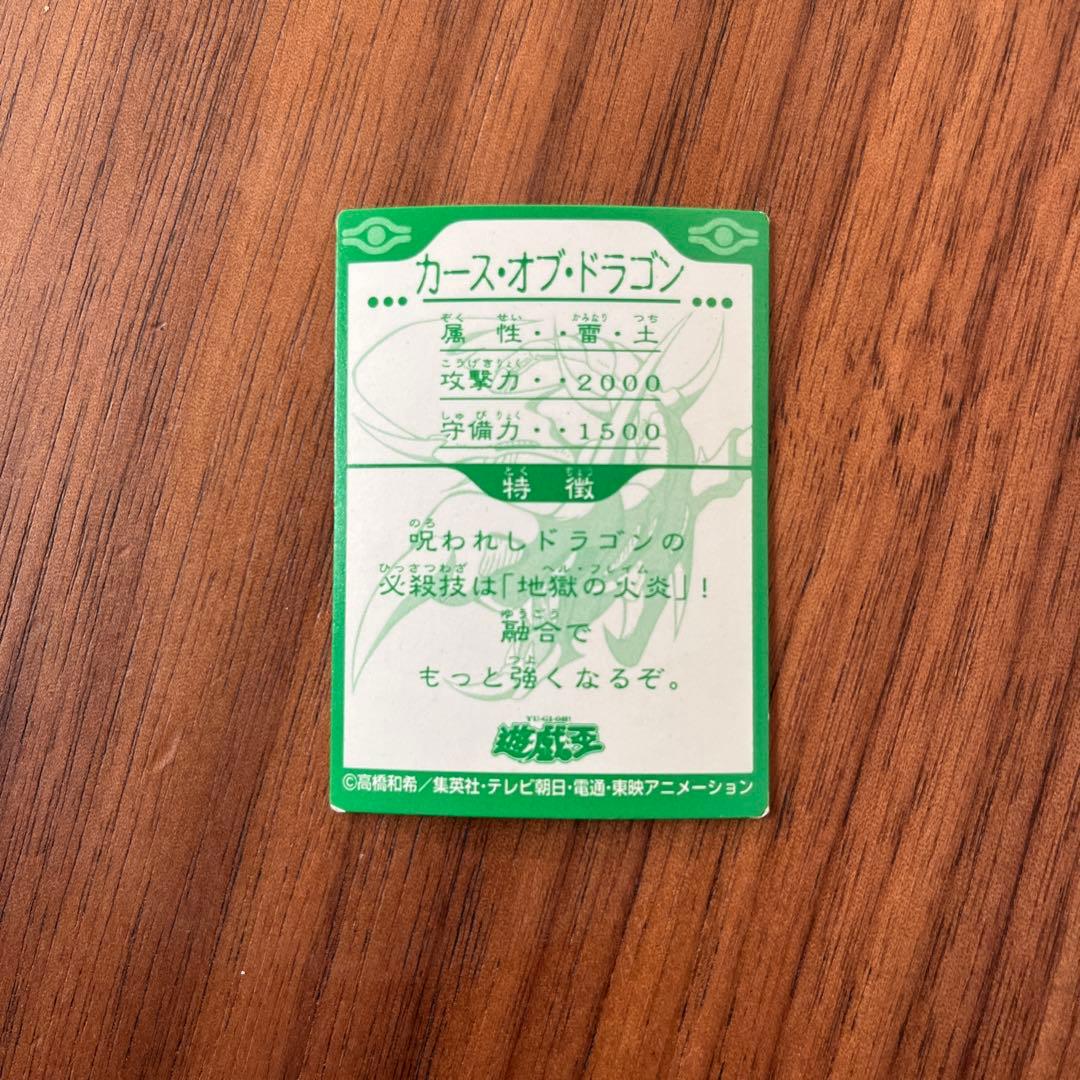 カース・オブ・ドラゴン
ぞく せい かみなり つち
属性・・雷・土
こうげきりょく
攻撃力・・2000
しゅびりょく
守備力・・1500
とくちょう
特徴
のろ
呪われしドラゴンの
ひっさつわざ ヘル・フレイム
必殺技は「地獄の火炎」!
ゆうごう
融合で
つよ
もっと強くなるぞ。
YU-GI-OH!
遊戯王
©高橋和希/集英社・テレビ朝日・電通・東映アニメーション